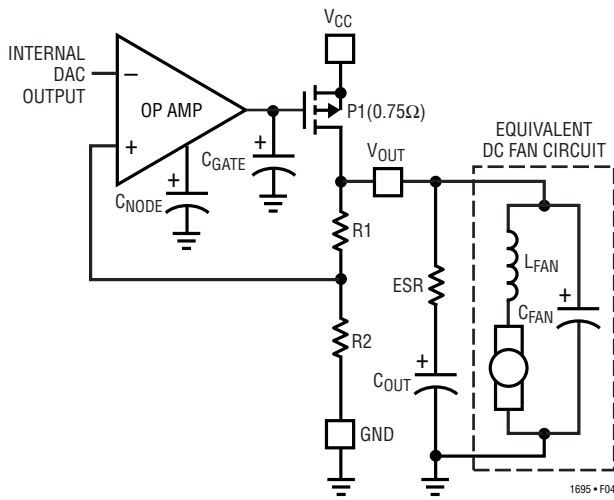 V_CC
INTERNAL
DAC
OUTPUT
−
+
OP AMP
P1(0.75Ω)
+
C_GATE
+
C_NODE
V_OUT
EQUIVALENT
DC FAN CIRCUIT
R1
R2
GND
ESR
+
C_OUT
L_FAN
+
C_FAN
1695 • F04